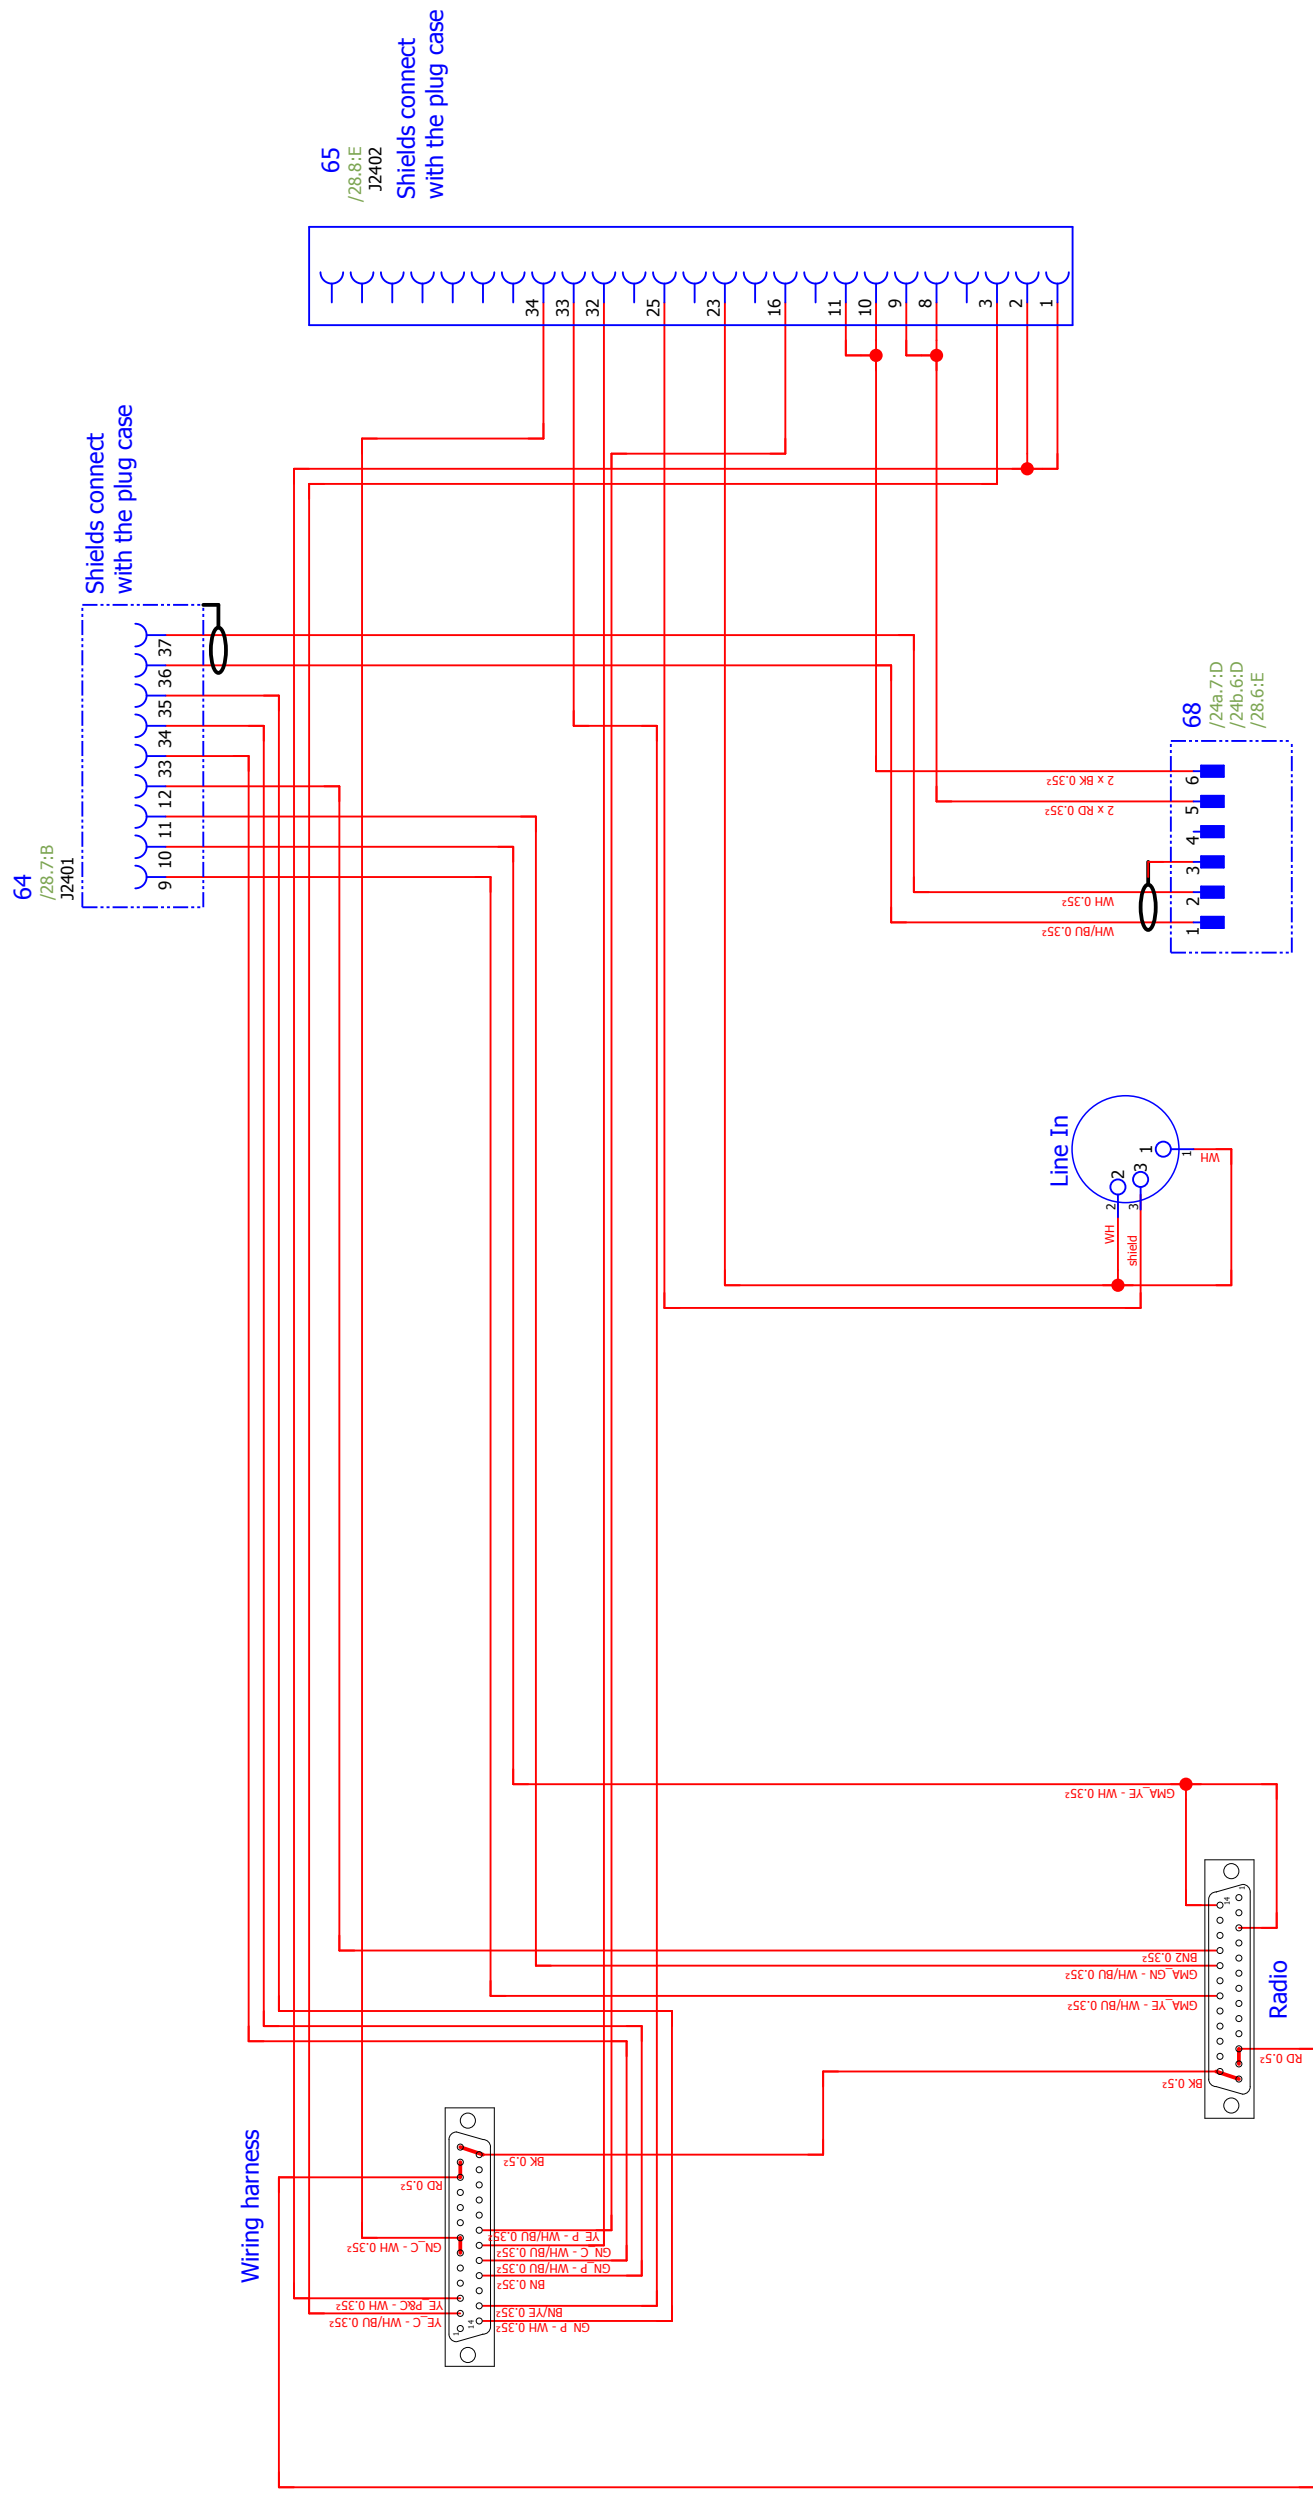 64
/28.7:B
J2401
Shields connect
with the plug case
9
10
11
12
33
34
35
36
37
65
/28.8:E
J2402
Shields connect
with the plug case
34
33
32
25
23
16
11
10
9
8
3
2
1
68
/24a.7:D
/24b.6:D
/28.6:E
1
2
3
4
5
6
WH/BU 0.35²
WH 0.35²
2 x RD 0.35²
2 x BK 0.35²
Line In
2
3
1
2
3
1
WH
shield
WH
Wiring harness
1
14
YE_C - WH/BU 0.35²
YE_P&C - WH 0.35²
GN_C - WH 0.35²
RD 0.5²
GN_P - WH 0.35²
BN/YE 0.35²
BN 0.35²
GN_P - WH/BU 0.35²
GN_C - WH/BU 0.35²
YE_P - WH/BU 0.35²
BK 0.5²
Radio
14
1
GMA_YE - WH 0.35²
BN2 0.35²
GMA_GN - WH/BU 0.35²
GMA_YE - WH/BU 0.35²
BK 0.5²
RD 0.5²